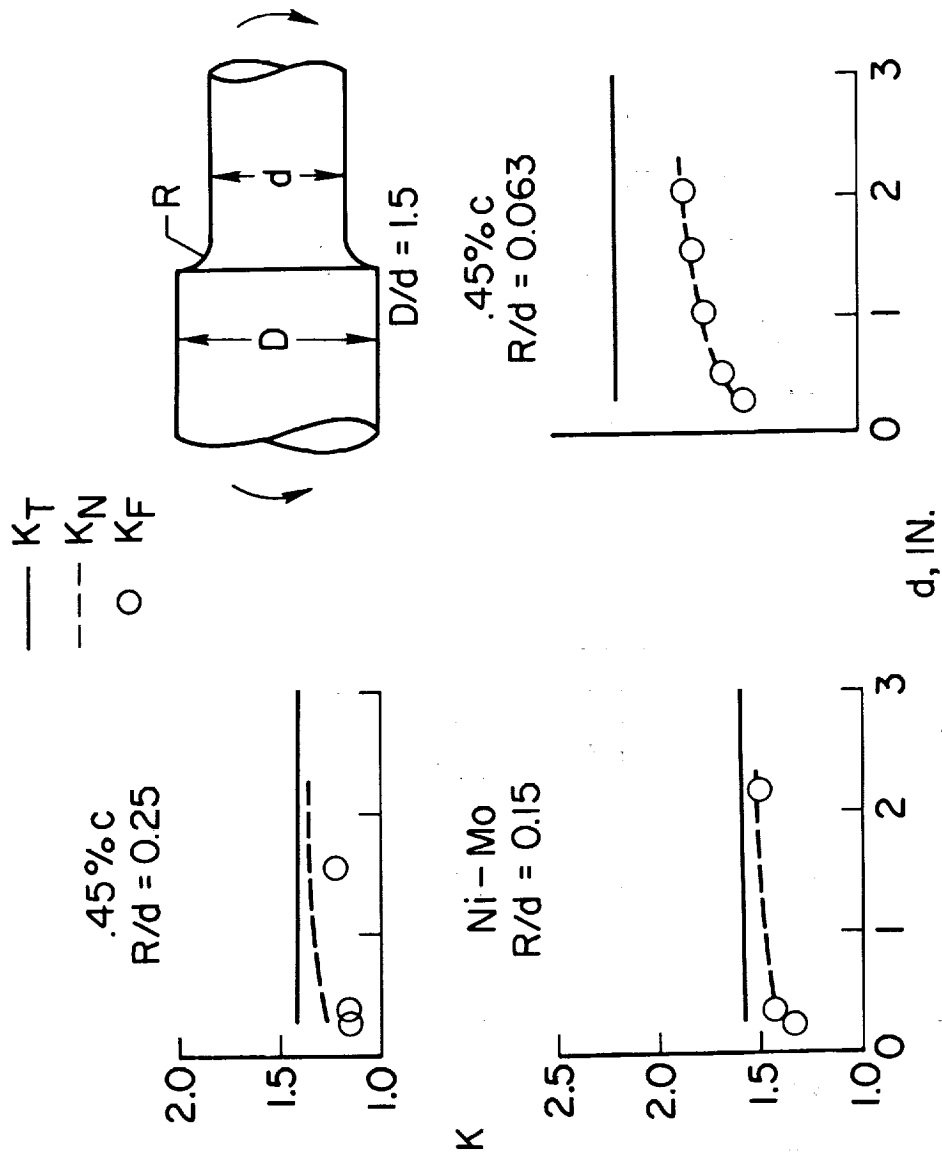 K_T
K_N
K_F
R
D
d
D/d = 1.5
.45% C
R/d = 0.25
2.0
1.5
1.0
K
Ni-Mo
R/d = 0.15
2.5
2.0
1.5
1.0
0
1
2
3
.45% C
R/d = 0.063
0
1
2
3
d, IN.